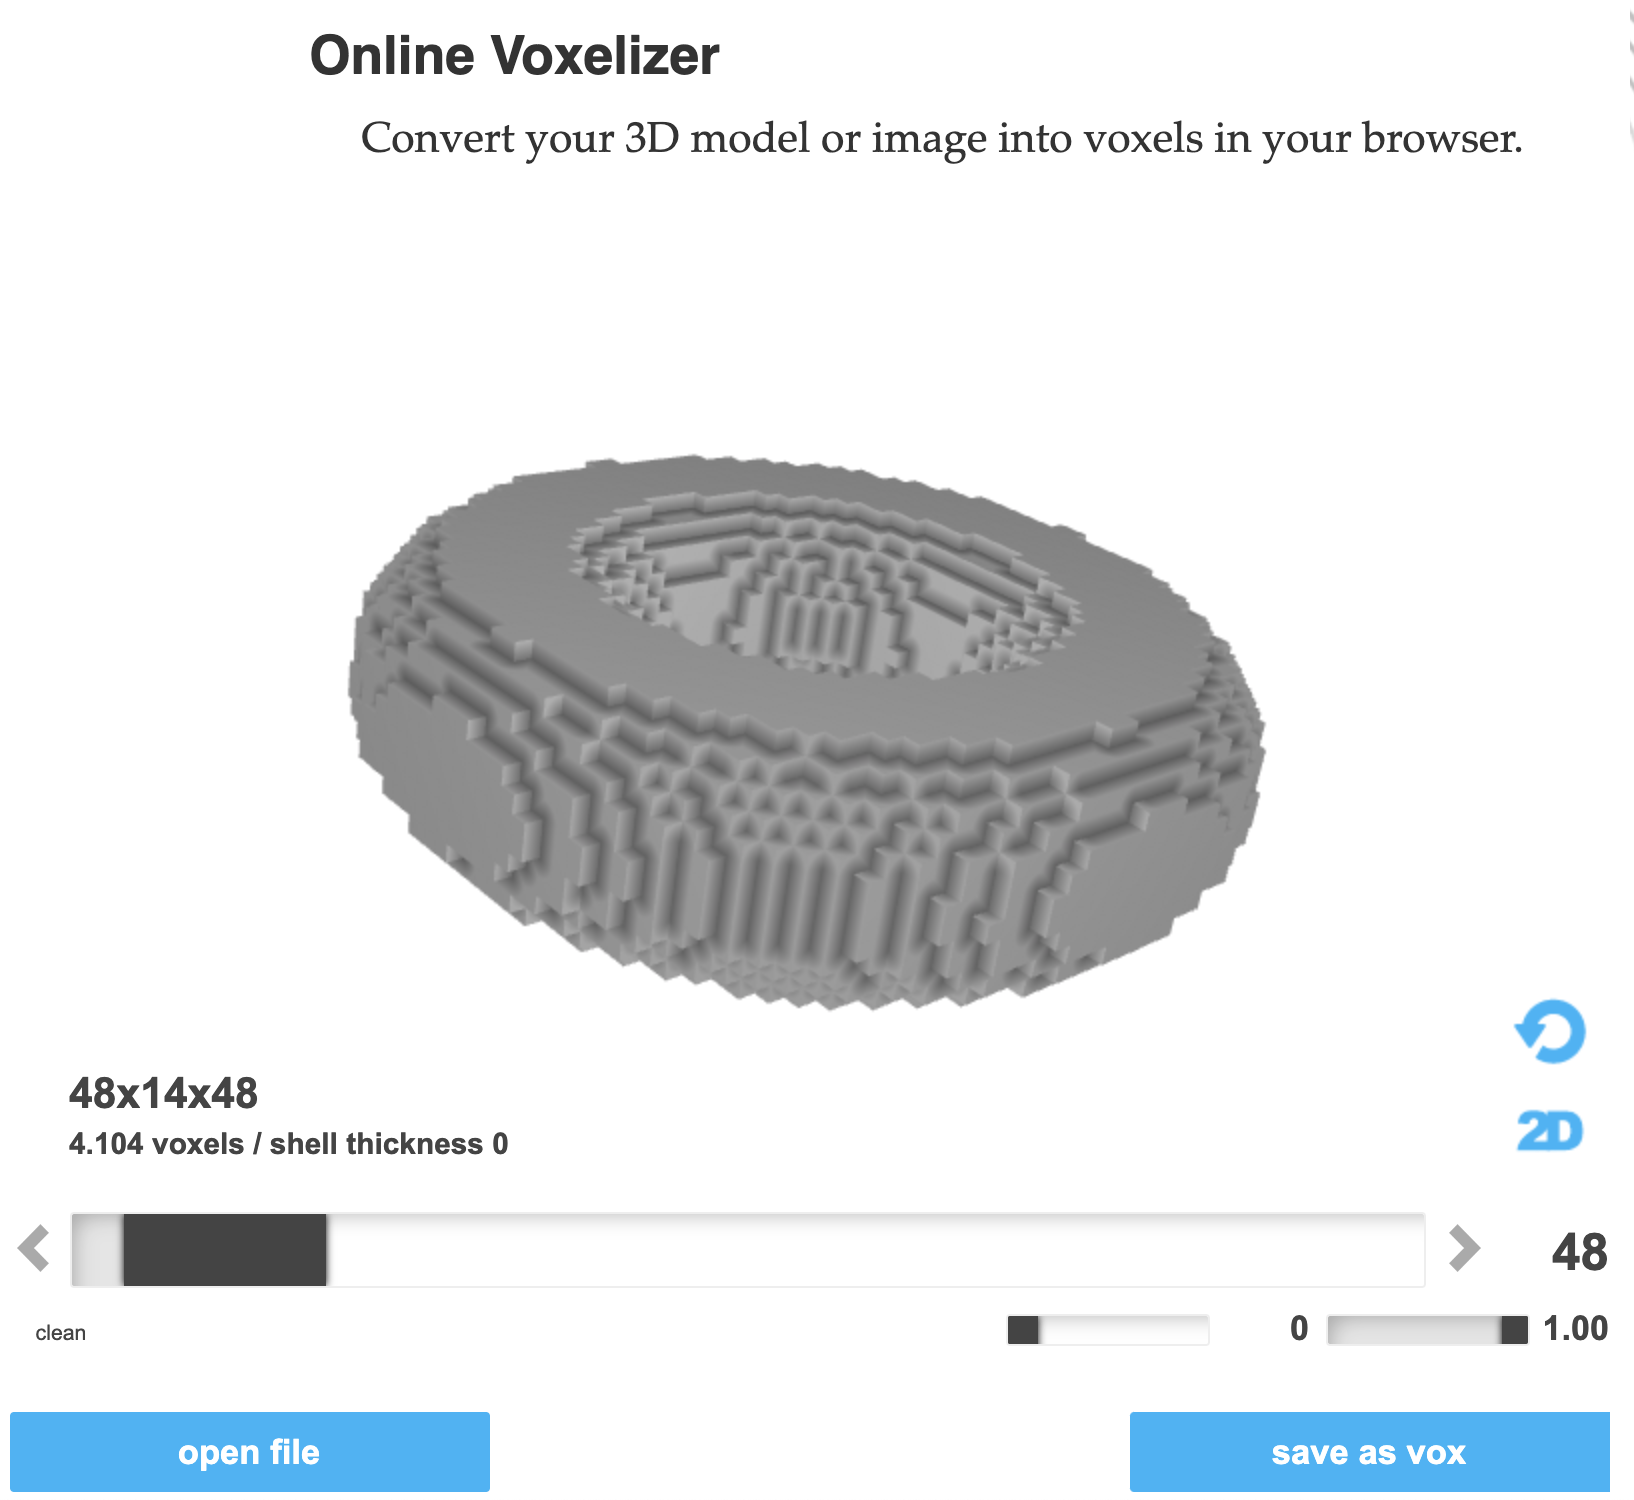 Online Voxelizer
Convert your 3D model or image into voxels in your browser.
48x14x48
4.104 voxels / shell thickness 0
2D
48
clean
0
1.00
open file
save as vox